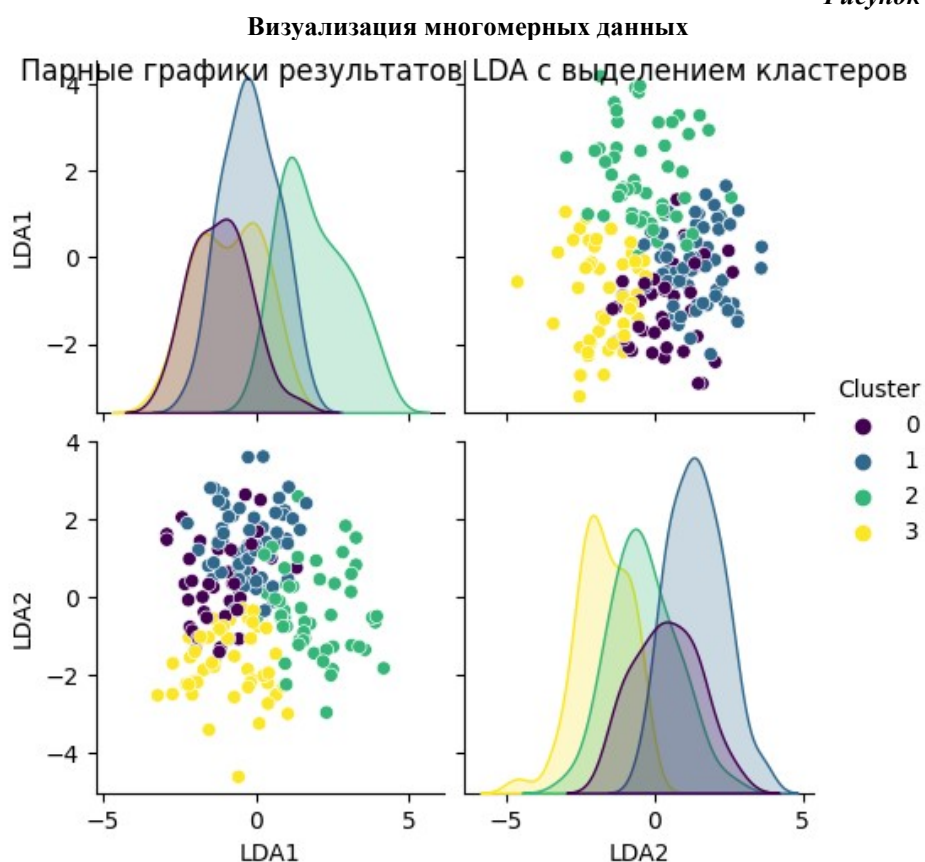 Рисунок
Визуализация многомерных данных
Парные графики результатов LDA с выделением кластеров
4
2
0
−2
LDA1
4
2
0
−2
−4
LDA2
−5 0 5
LDA1
−5 0 5
LDA2
Cluster
0
1
2
3